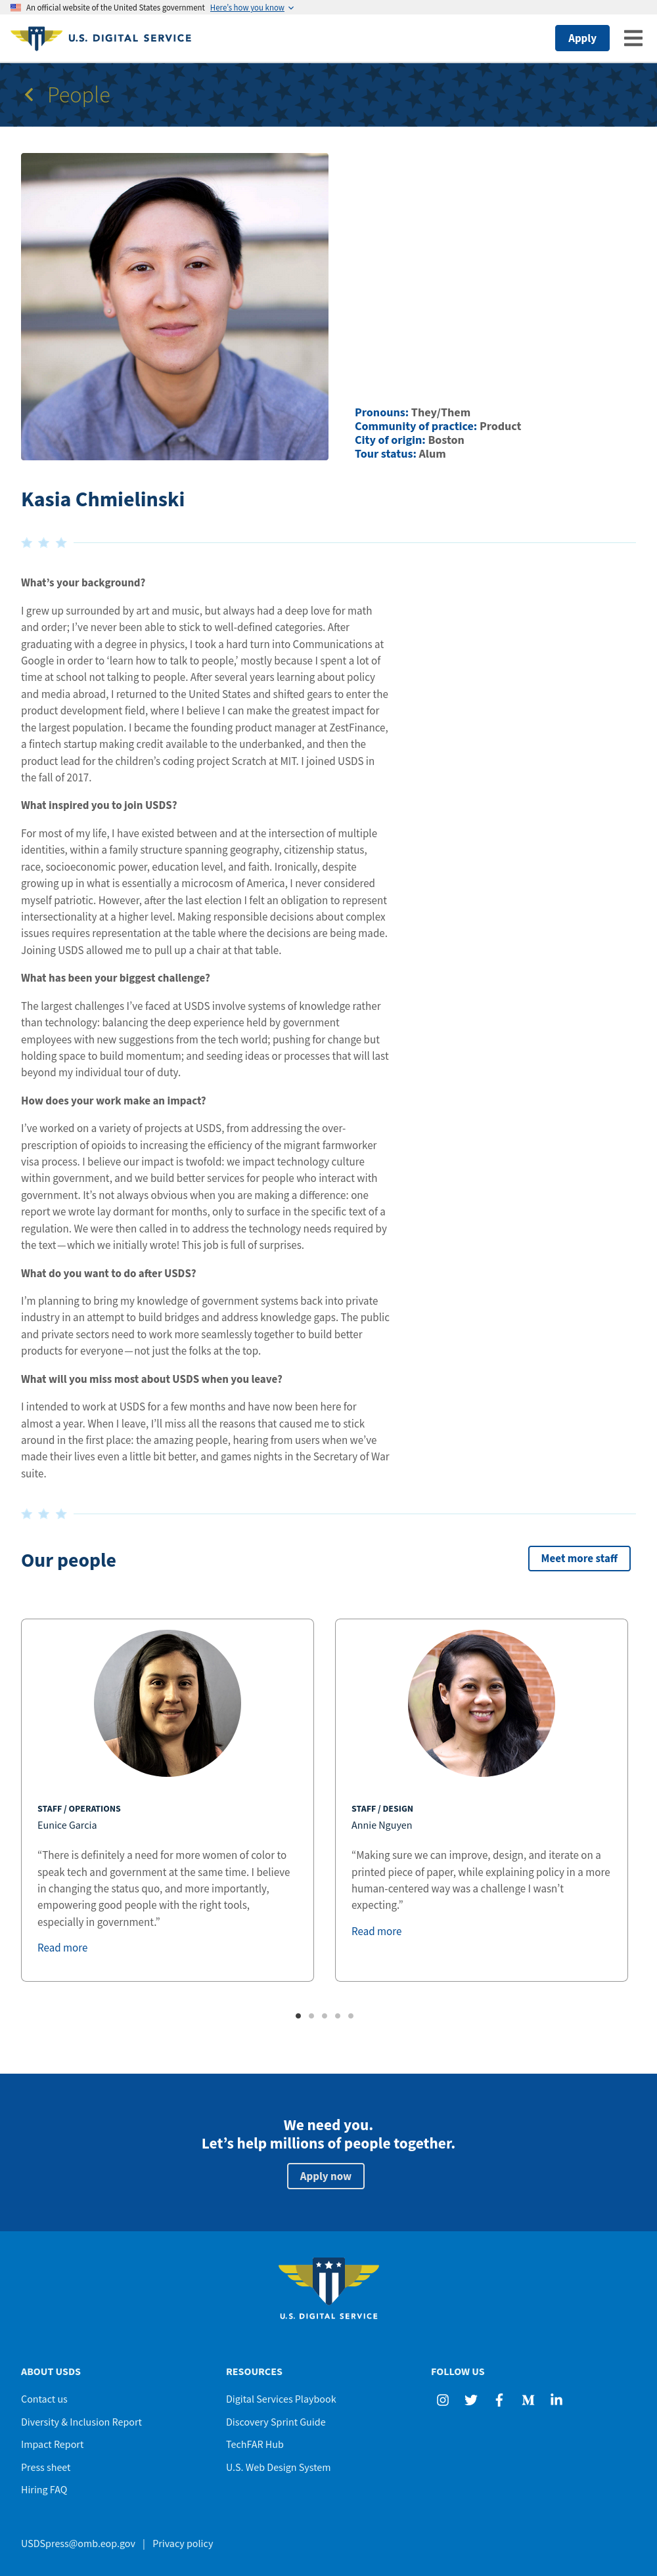 An official website of the United States government Here's how you know
U.S. DIGITAL SERVICE
Apply
People
Pronouns: They/Them
Community of practice: Product
City of origin: Boston
Tour status: Alum
Kasia Chmielinski
What's your background?
I grew up surrounded by art and music, but always had a deep love for math
and order; I've never been able to stick to well-defined categories. After
graduating with a degree in physics, I took a hard turn into Communications at
Google in order to 'learn how to talk to people,' mostly because I spent a lot of
time at school not talking to people. After several years learning about policy
and media abroad, I returned to the United States and shifted gears to enter the
product development field, where I believe I can make the greatest impact for
the largest population. I became the founding product manager at ZestFinance,
a fintech startup making credit available to the underbanked, and then the
product lead for the children's coding project Scratch at MIT. I joined USDS in
the fall of 2017.
What inspired you to join USDS?
For most of my life, I have existed between and at the intersection of multiple
identities, within a family structure spanning geography, citizenship status,
race, socioeconomic power, education level, and faith. Ironically, despite
growing up in what is essentially a microcosm of America, I never considered
myself patriotic. However, after the last election I felt an obligation to represent
intersectionality at a higher level. Making responsible decisions about complex
issues requires representation at the table where the decisions are being made.
Joining USDS allowed me to pull up a chair at that table.
What has been your biggest challenge?
The largest challenges I've faced at USDS involve systems of knowledge rather
than technology: balancing the deep experience held by government
employees with new suggestions from the tech world; pushing for change but
holding space to build momentum; and seeding ideas or processes that will last
beyond my individual tour of duty.
How does your work make an impact?
I've worked on a variety of projects at USDS, from addressing the over-
prescription of opioids to increasing the efficiency of the migrant farmworker
visa process. I believe our impact is twofold: we impact technology culture
within government, and we build better services for people who interact with
government. It's not always obvious when you are making a difference: one
report we wrote lay dormant for months, only to surface in the specific text of a
regulation. We were then called in to address the technology needs required by
the text — which we initially wrote! This job is full of surprises.
What do you want to do after USDS?
I'm planning to bring my knowledge of government systems back into private
industry in an attempt to build bridges and address knowledge gaps. The public
and private sectors need to work more seamlessly together to build better
products for everyone — not just the folks at the top.
What will you miss most about USDS when you leave?
I intended to work at USDS for a few months and have now been here for
almost a year. When I leave, I'll miss all the reasons that caused me to stick
around in the first place: the amazing people, hearing from users when we've
made their lives even a little bit better, and games nights in the Secretary of War
suite.
Our people
Meet more staff
STAFF / OPERATIONS
Eunice Garcia
"There is definitely a need for more women of color to
speak tech and government at the same time. I believe
in changing the status quo, and more importantly,
empowering good people with the right tools,
especially in government."
Read more
STAFF / DESIGN
Annie Nguyen
"Making sure we can improve, design, and iterate on a
printed piece of paper, while explaining policy in a more
human-centered way was a challenge I wasn't
expecting."
Read more
We need you.
Let's help millions of people together.
Apply now
U.S. DIGITAL SERVICE
ABOUT USDS
Contact us
Diversity & Inclusion Report
Impact Report
Press sheet
Hiring FAQ
RESOURCES
Digital Services Playbook
Discovery Sprint Guide
TechFAR Hub
U.S. Web Design System
FOLLOW US
USDSpress@omb.eop.gov | Privacy policy